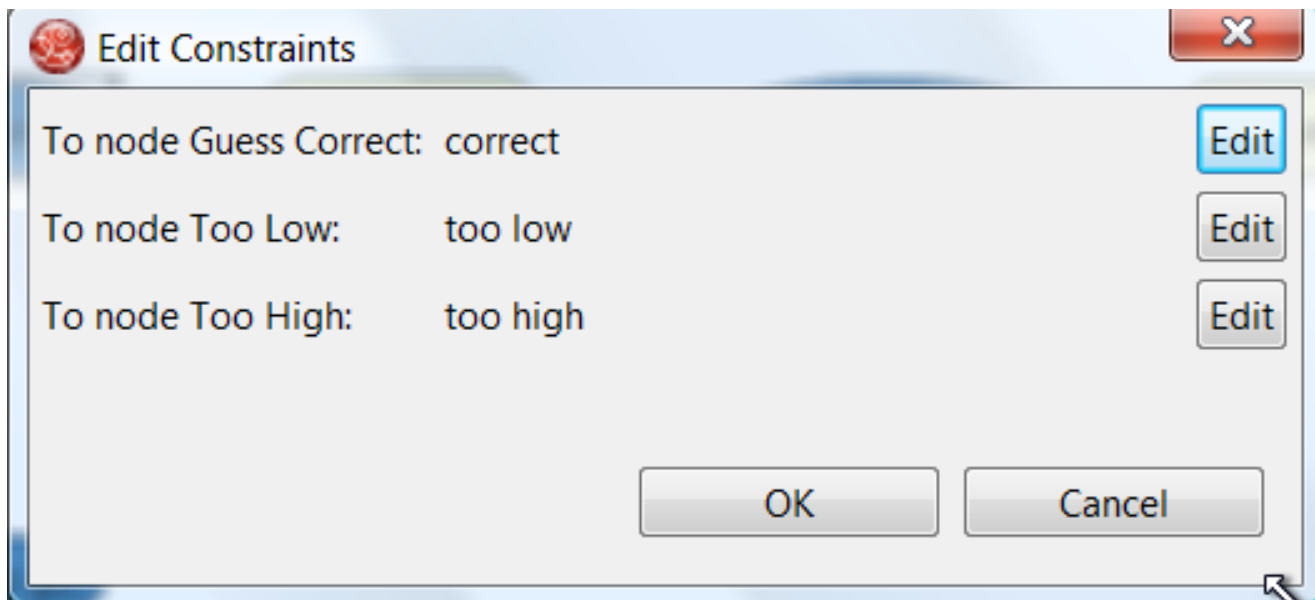 Edit Constraints
To node Guess Correct: correct Edit
To node Too Low: too low Edit
To node Too High: too high Edit
OK Cancel